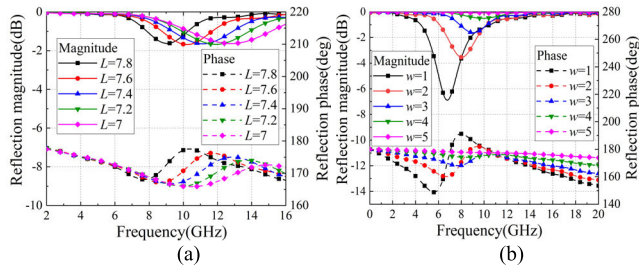 0
-2
-4
-6
-8
-10
Reflection magnitude(dB)
Magnitude
L=7.8
L=7.6
L=7.4
L=7.2
L=7
Phase
L=7.8
L=7.6
L=7.4
L=7.2
L=7
220
210
200
190
180
170
160
Reflection phase(deg)
2 4 6 8 10 12 14 16
Frequency(GHz)
(a)
0
-2
-4
-6
-8
-10
-12
-14
Reflection magnitude(dB)
Magnitude
w=1
w=2
w=3
w=4
w=5
Phase
w=1
w=2
w=3
w=4
w=5
280
260
240
220
200
180
160
140
Reflection phase(deg)
0 2 4 6 8 10 12 14 16 18 20
Frequency(GHz)
(b)